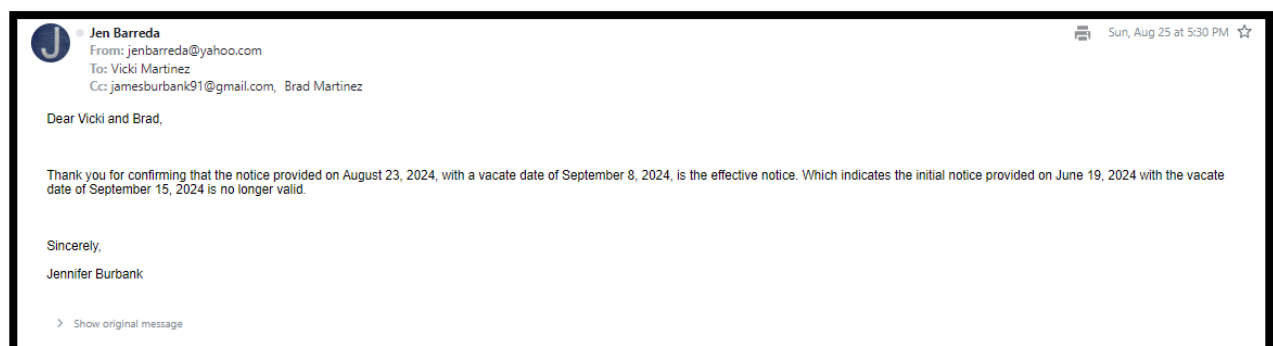 J
Jen Barreda
Sun, Aug 25 at 5:30 PM
From: jenbarreda@yahoo.com
To: Vicki Martinez
Cc: jamesburbank91@gmail.com, Brad Martinez
Dear Vicki and Brad,
Thank you for confirming that the notice provided on August 23, 2024, with a vacate date of September 8, 2024, is the effective notice. Which indicates the initial notice provided on June 19, 2024 with the vacate
date of September 15, 2024 is no longer valid.
Sincerely,
Jennifer Burbank
Show original message